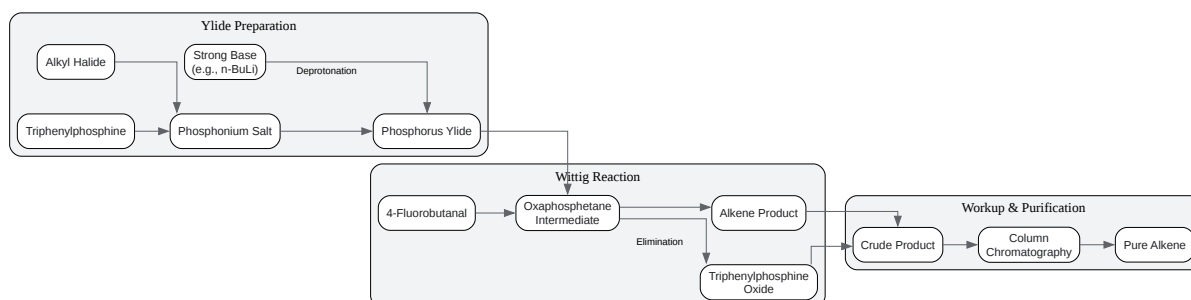 Ylide Preparation
Alkyl Halide
Strong Base
(e.g., n-BuLi)
Deprotonation
Triphenylphosphine
Phosphonium Salt
Phosphorus Ylide
Wittig Reaction
4-Fluorobutanal
Oxaphosphetane
Intermediate
Alkene Product
Elimination
Triphenylphosphine
Oxide
Workup & Purification
Crude Product
Column
Chromatography
Pure Alkene